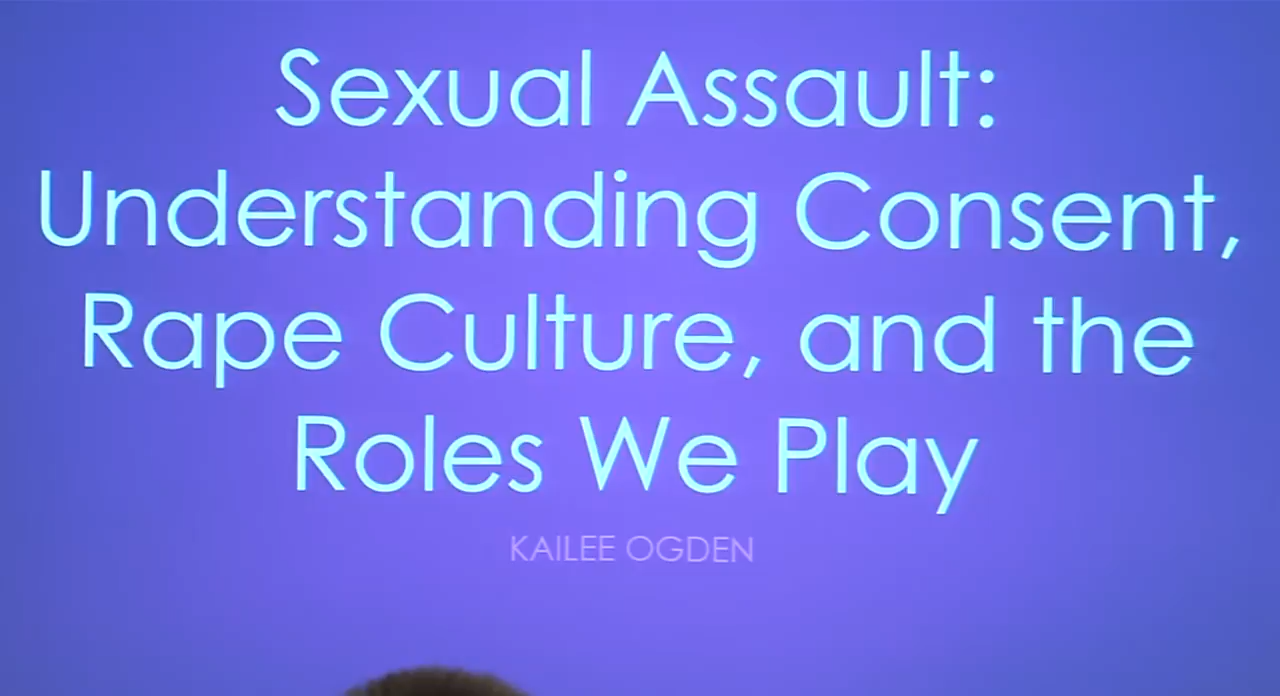 Sexual Assault:
Understanding Consent,
Rape Culture, and the
Roles We Play
KAILEE OGDEN